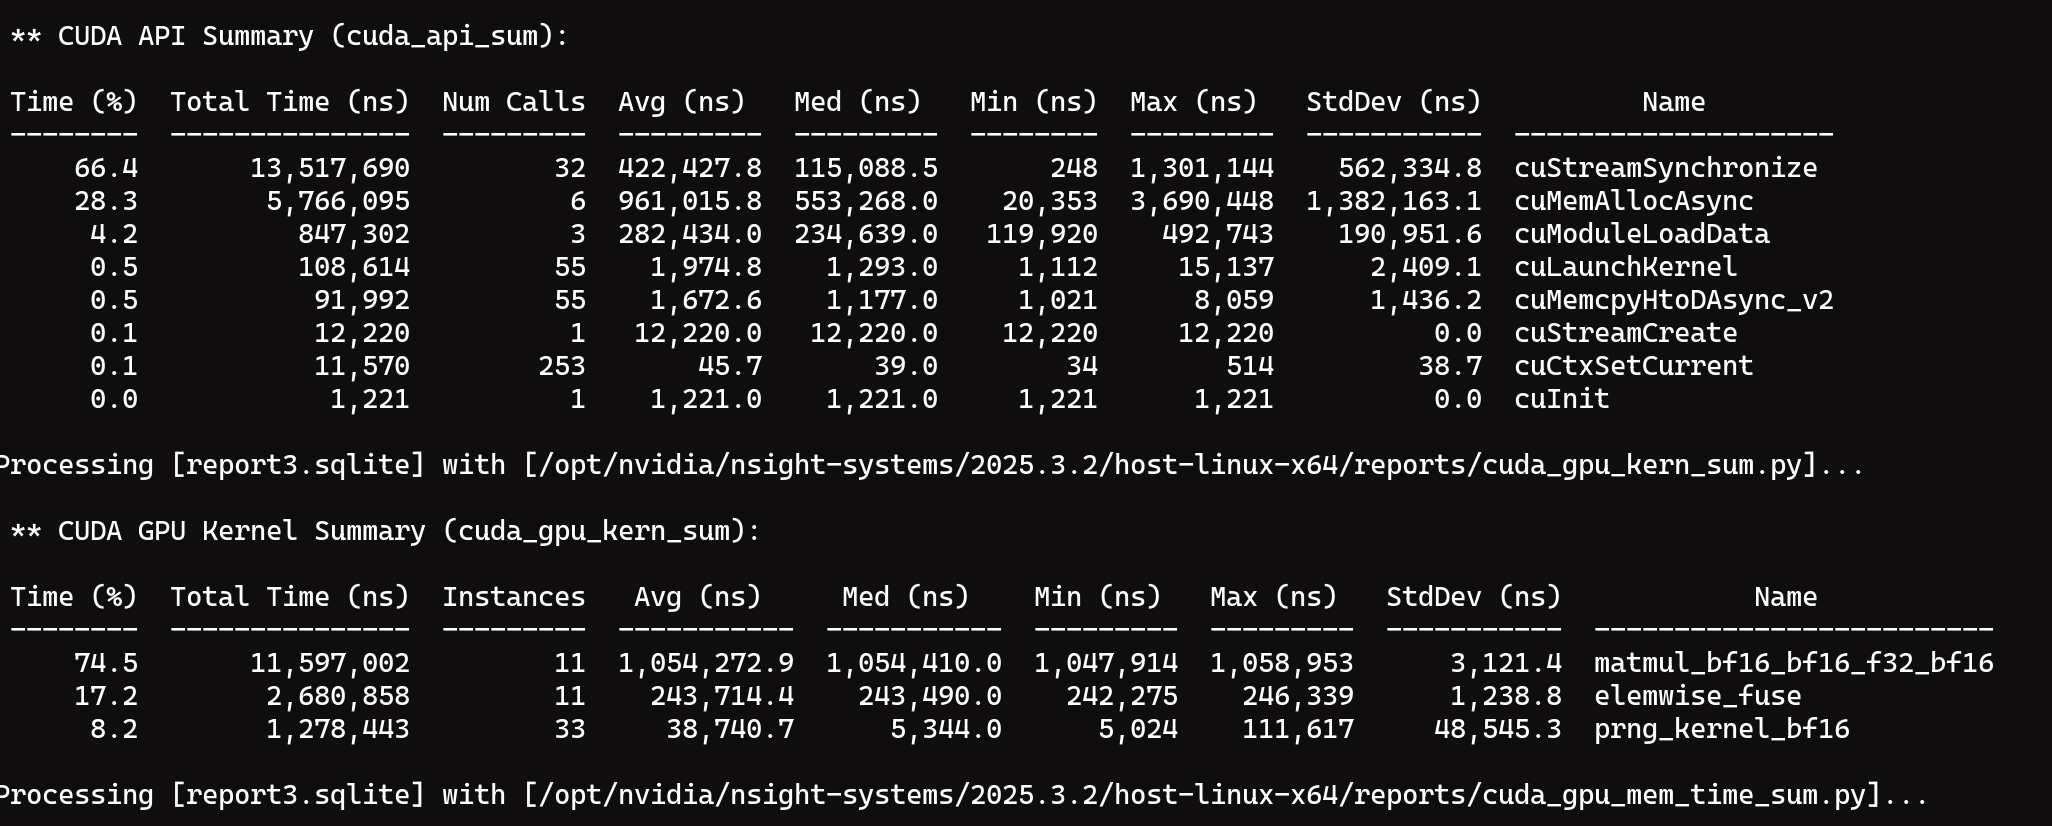 ** CUDA API Summary (cuda_api_sum):
Time (%)  Total Time (ns)  Num Calls  Avg (ns)   Med (ns)   Min (ns)  Max (ns)   StdDev (ns)          Name
--------  ---------------  ---------  ---------  ---------  --------  ---------  -----------  --------------------
    66.4       13,517,690         32  422,427.8  115,088.5       248  1,301,144    562,334.8  cuStreamSynchronize
    28.3        5,766,095          6  961,015.8  553,268.0    20,353  3,690,448  1,382,163.1  cuMemAllocAsync
     4.2          847,302          3  282,434.0  234,639.0   119,920    492,743    190,951.6  cuModuleLoadData
     0.5          108,614         55    1,974.8    1,293.0     1,112     15,137      2,409.1  cuLaunchKernel
     0.5           91,992         55    1,672.6    1,177.0     1,021      8,059      1,436.2  cuMemcpyHtoDAsync_v2
     0.1           12,220          1   12,220.0   12,220.0    12,220     12,220          0.0  cuStreamCreate
     0.1           11,570        253       45.7       39.0        34        514         38.7  cuCtxSetCurrent
     0.0            1,221          1    1,221.0    1,221.0     1,221      1,221          0.0  cuInit
Processing [report3.sqlite] with [/opt/nvidia/nsight-systems/2025.3.2/host-linux-x64/reports/cuda_gpu_kern_sum.py]...
** CUDA GPU Kernel Summary (cuda_gpu_kern_sum):
Time (%)  Total Time (ns)  Instances   Avg (ns)     Med (ns)    Min (ns)   Max (ns)   StdDev (ns)            Name
--------  ---------------  ---------  -----------  -----------  ---------  ---------  -----------  -------------------------
    74.5       11,597,002         11  1,054,272.9  1,054,410.0  1,047,914  1,058,953      3,121.4  matmul_bf16_bf16_f32_bf16
    17.2        2,680,858         11    243,714.4    243,490.0    242,275    246,339      1,238.8  elemwise_fuse
     8.2        1,278,443         33     38,740.7      5,344.0      5,024    111,617     48,545.3  prng_kernel_bf16
Processing [report3.sqlite] with [/opt/nvidia/nsight-systems/2025.3.2/host-linux-x64/reports/cuda_gpu_mem_time_sum.py]...